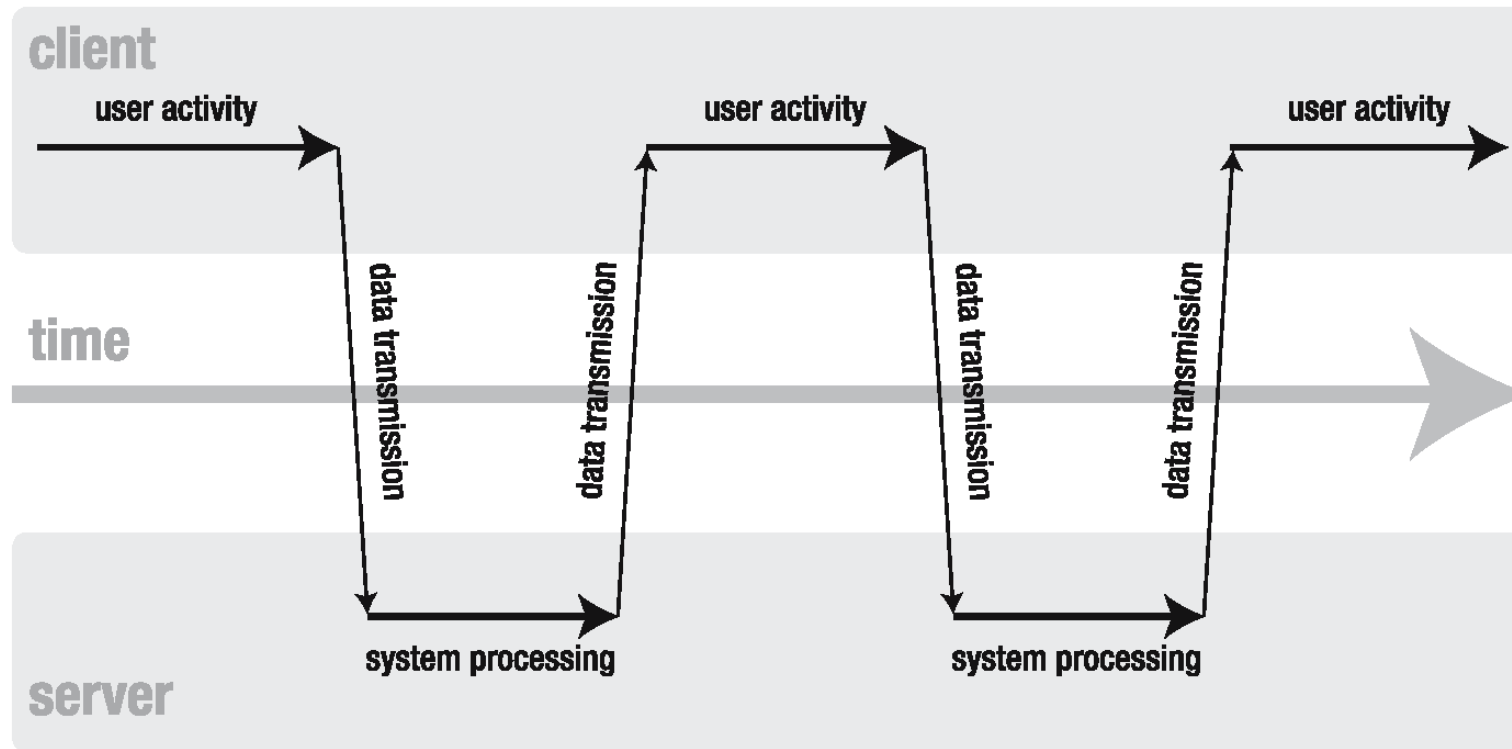 client
user activity
user activity
user activity
data transmission
data transmission
data transmission
data transmission
time
system processing
system processing
server